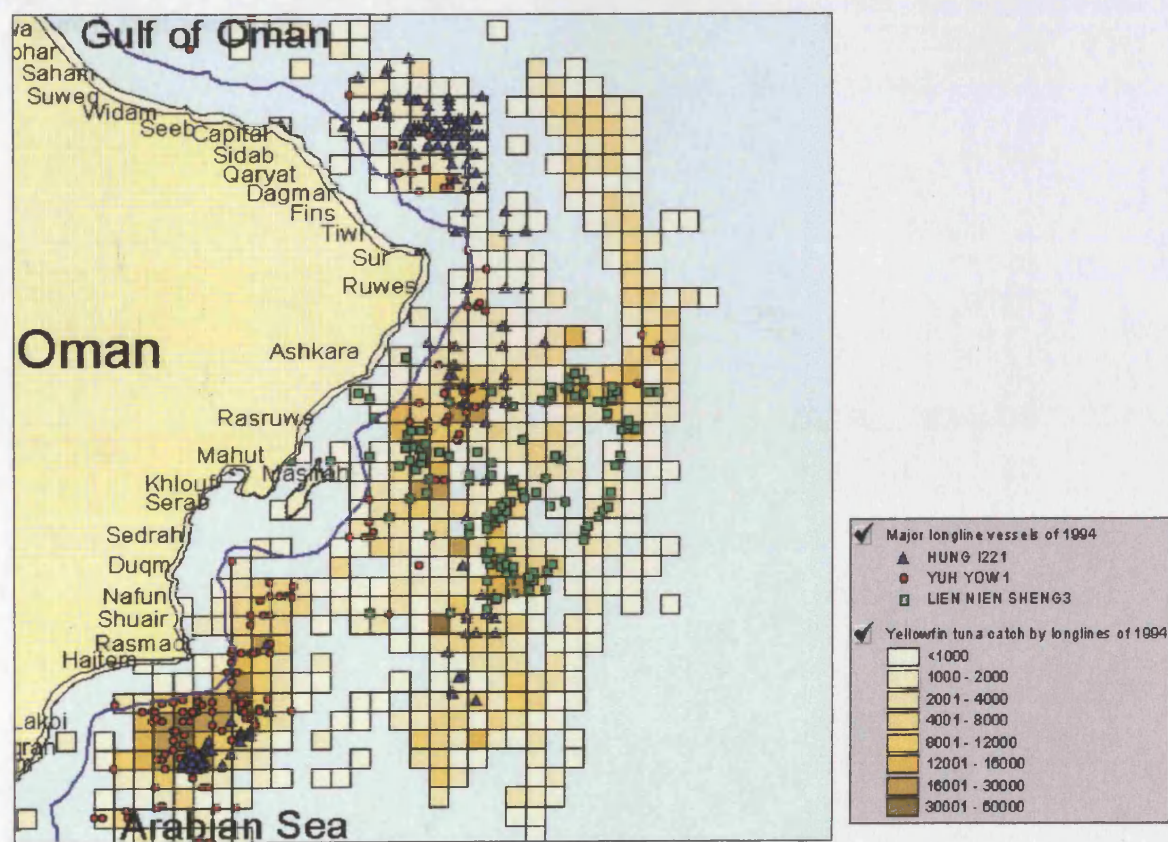 Gulf of Oman
Saham
Suweq
Widam
Seeb
Capital
Sidab
Qaryat
Dagmar
Fins
Tiwi
Sur
Ruwes
Oman
Ashkara
Rasruwe
Mahut
Masirah
Khlouf
Serab
Sedrah
Duqm
Nafun
Shuair
Rasmad
Haitem
Lakbi
Arabian Sea
Major longline vessels of 1994
HUNG 1221
YUH YOW 1
LIEN NIEN SHENG3
Yellowfin tuna catch by longlines of 1994
<1000
1000 - 2000
2001 - 4000
4001 - 8000
8001 - 12000
12001 - 16000
16001 - 30000
30001 - 60000